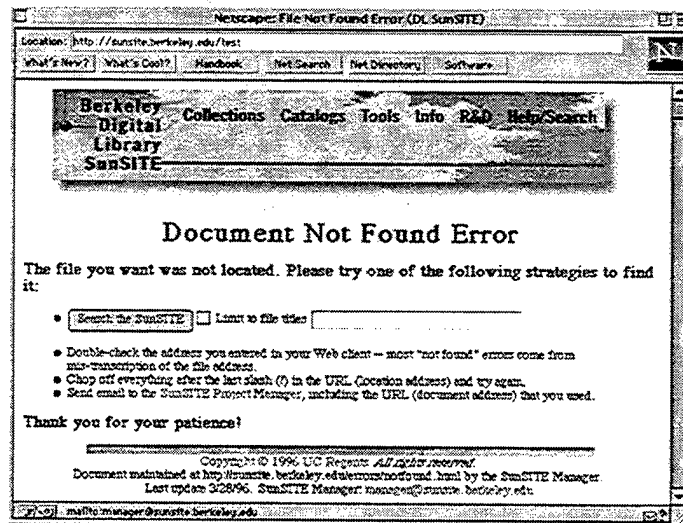 Netscape: File Not Found Error (DL SunSITE)
Location: http://sunsite.berkeley.edu/test
What's New? What's Cool? Handbook Net Search Net Directory Software
N
Berkeley Digital Library SunSITE
Collections Catalogs Tools Info R&D Help/Search
Document Not Found Error
The file you want was not located. Please try one of the following strategies to find
it:
• Search the SunSITE Limit to file titles
• Double-check the address you entered in your Web client -- most "not found" errors come from
mis-transcription of the file address.
• Chop off everything after the last slash (/) in the URL (location address) and try again.
• Send email to the SunSITE Project Manager, including the URL (document address) that you used.
Thank you for your patience!
Copyright © 1996 UC Regents. All rights reserved.
Document maintained at http://sunsite.berkeley.edu/errors/notfound.html by the SunSITE Manager.
Last update 3/28/96. SunSITE Manager: manager@sunsite.berkeley.edu
mailto:manager@sunsite.berkeley.edu